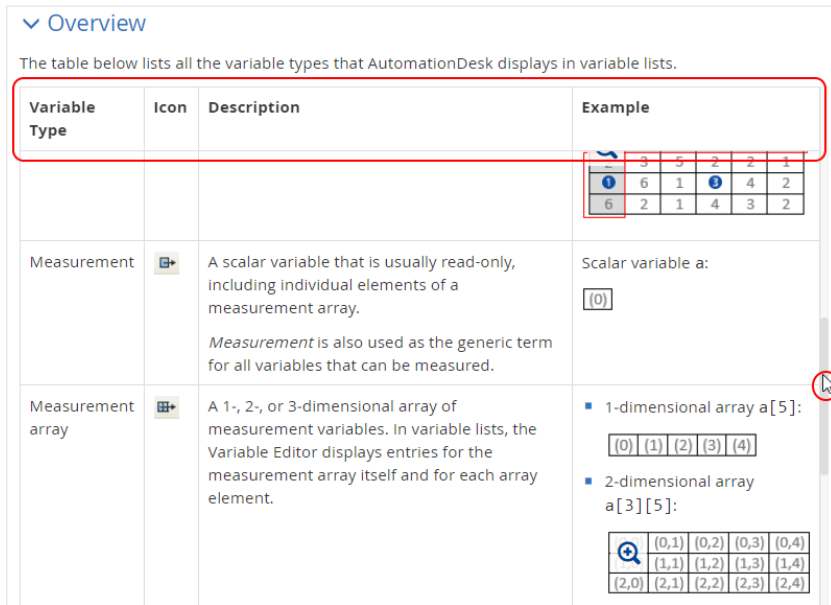 Overview
The table below lists all the variable types that AutomationDesk displays in variable lists.
Variable Type Icon Description Example
3 5 2 2 1
1 6 1 3 4 2
6 2 1 4 3 2
Measurement
A scalar variable that is usually read-only,
including individual elements of a
measurement array.
Measurement is also used as the generic term
for all variables that can be measured.
Scalar variable a:
(0)
Measurement
array
A 1-, 2-, or 3-dimensional array of
measurement variables. In variable lists, the
Variable Editor displays entries for the
measurement array itself and for each array
element.
1-dimensional array a[5]:
(0) (1) (2) (3) (4)
2-dimensional array
a[3][5]:
(0,1) (0,2) (0,3) (0,4)
(1,1) (1,2) (1,3) (1,4)
(2,0) (2,1) (2,2) (2,3) (2,4)